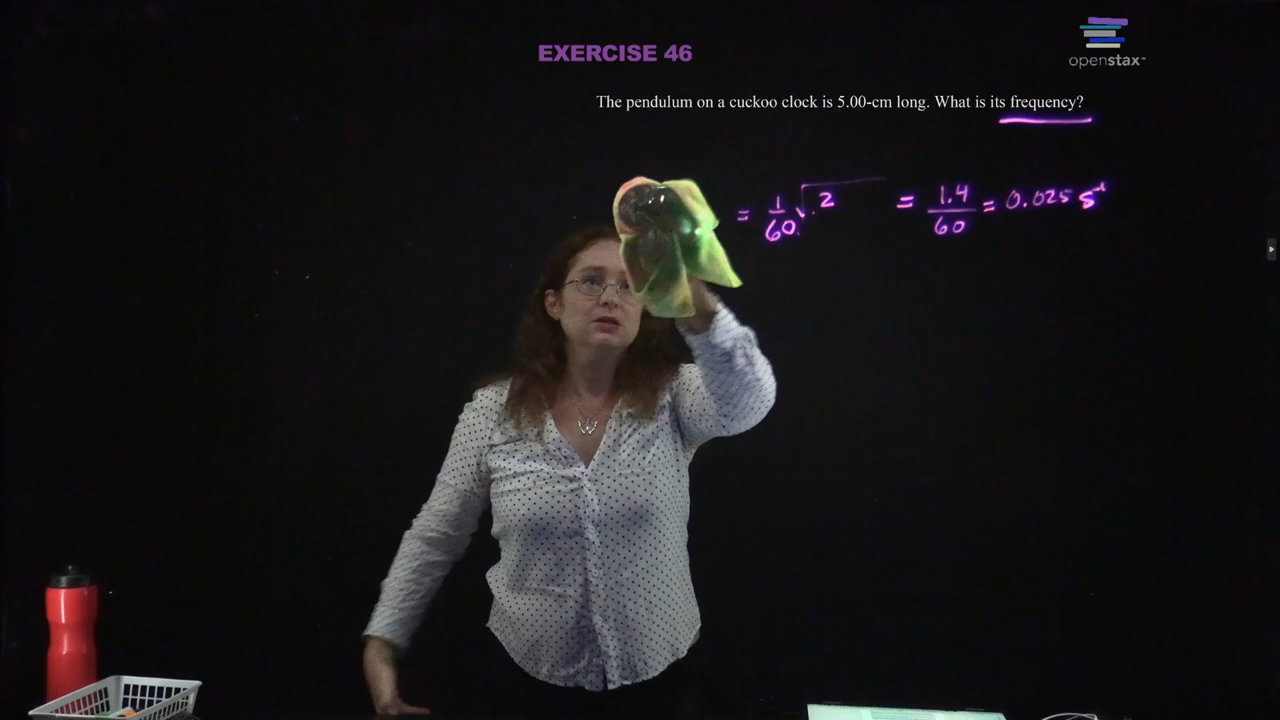 EXERCISE 46
openstax
The pendulum on a cuckoo clock is 5.00-cm long. What is its frequency?
= 1/60 √.2 = 1.4/60 = 0.025 s⁻¹